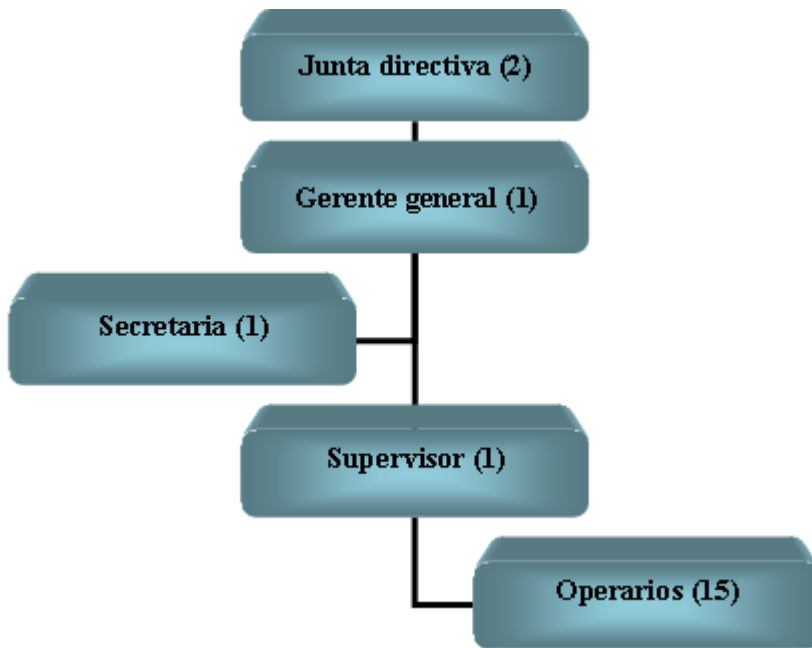 Junta directiva (2)
Gerente general (1)
Secretaria (1)
Supervisor (1)
Operarios (15)